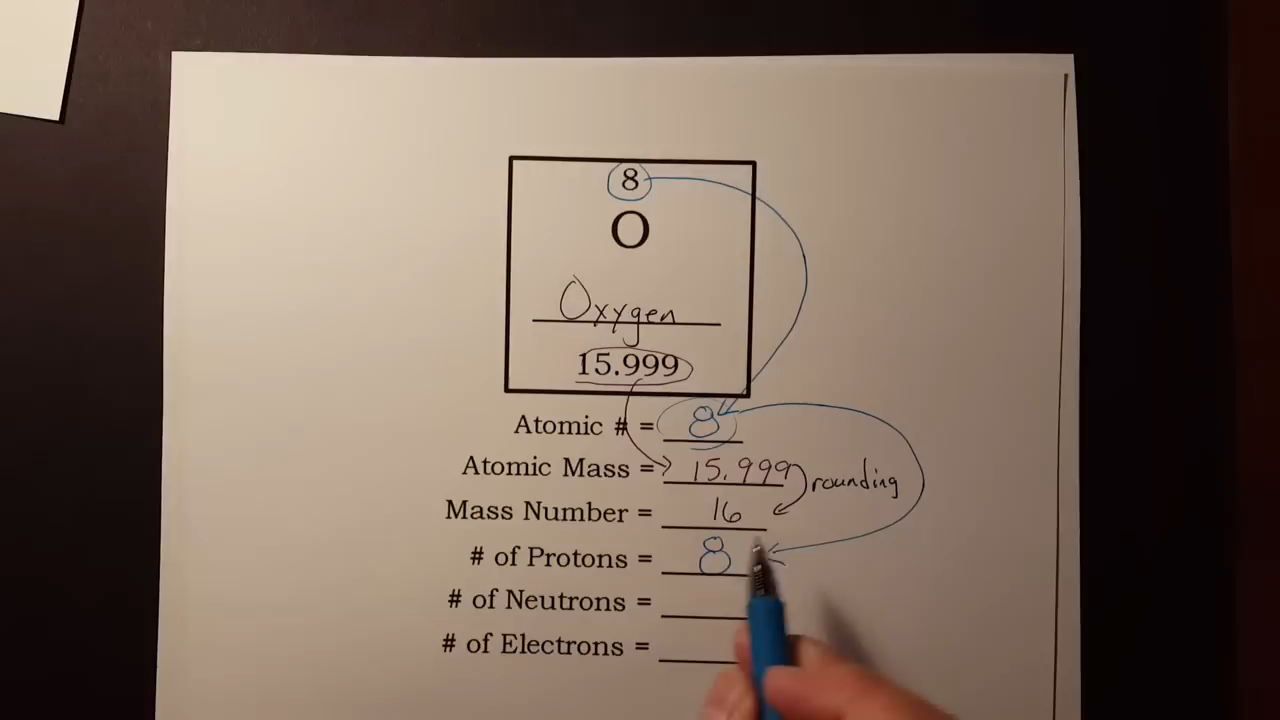 8
O
Oxygen
15.999
Atomic # = 8
Atomic Mass = 15.999 rounding
Mass Number = 16
# of Protons = 8
# of Neutrons =
# of Electrons =